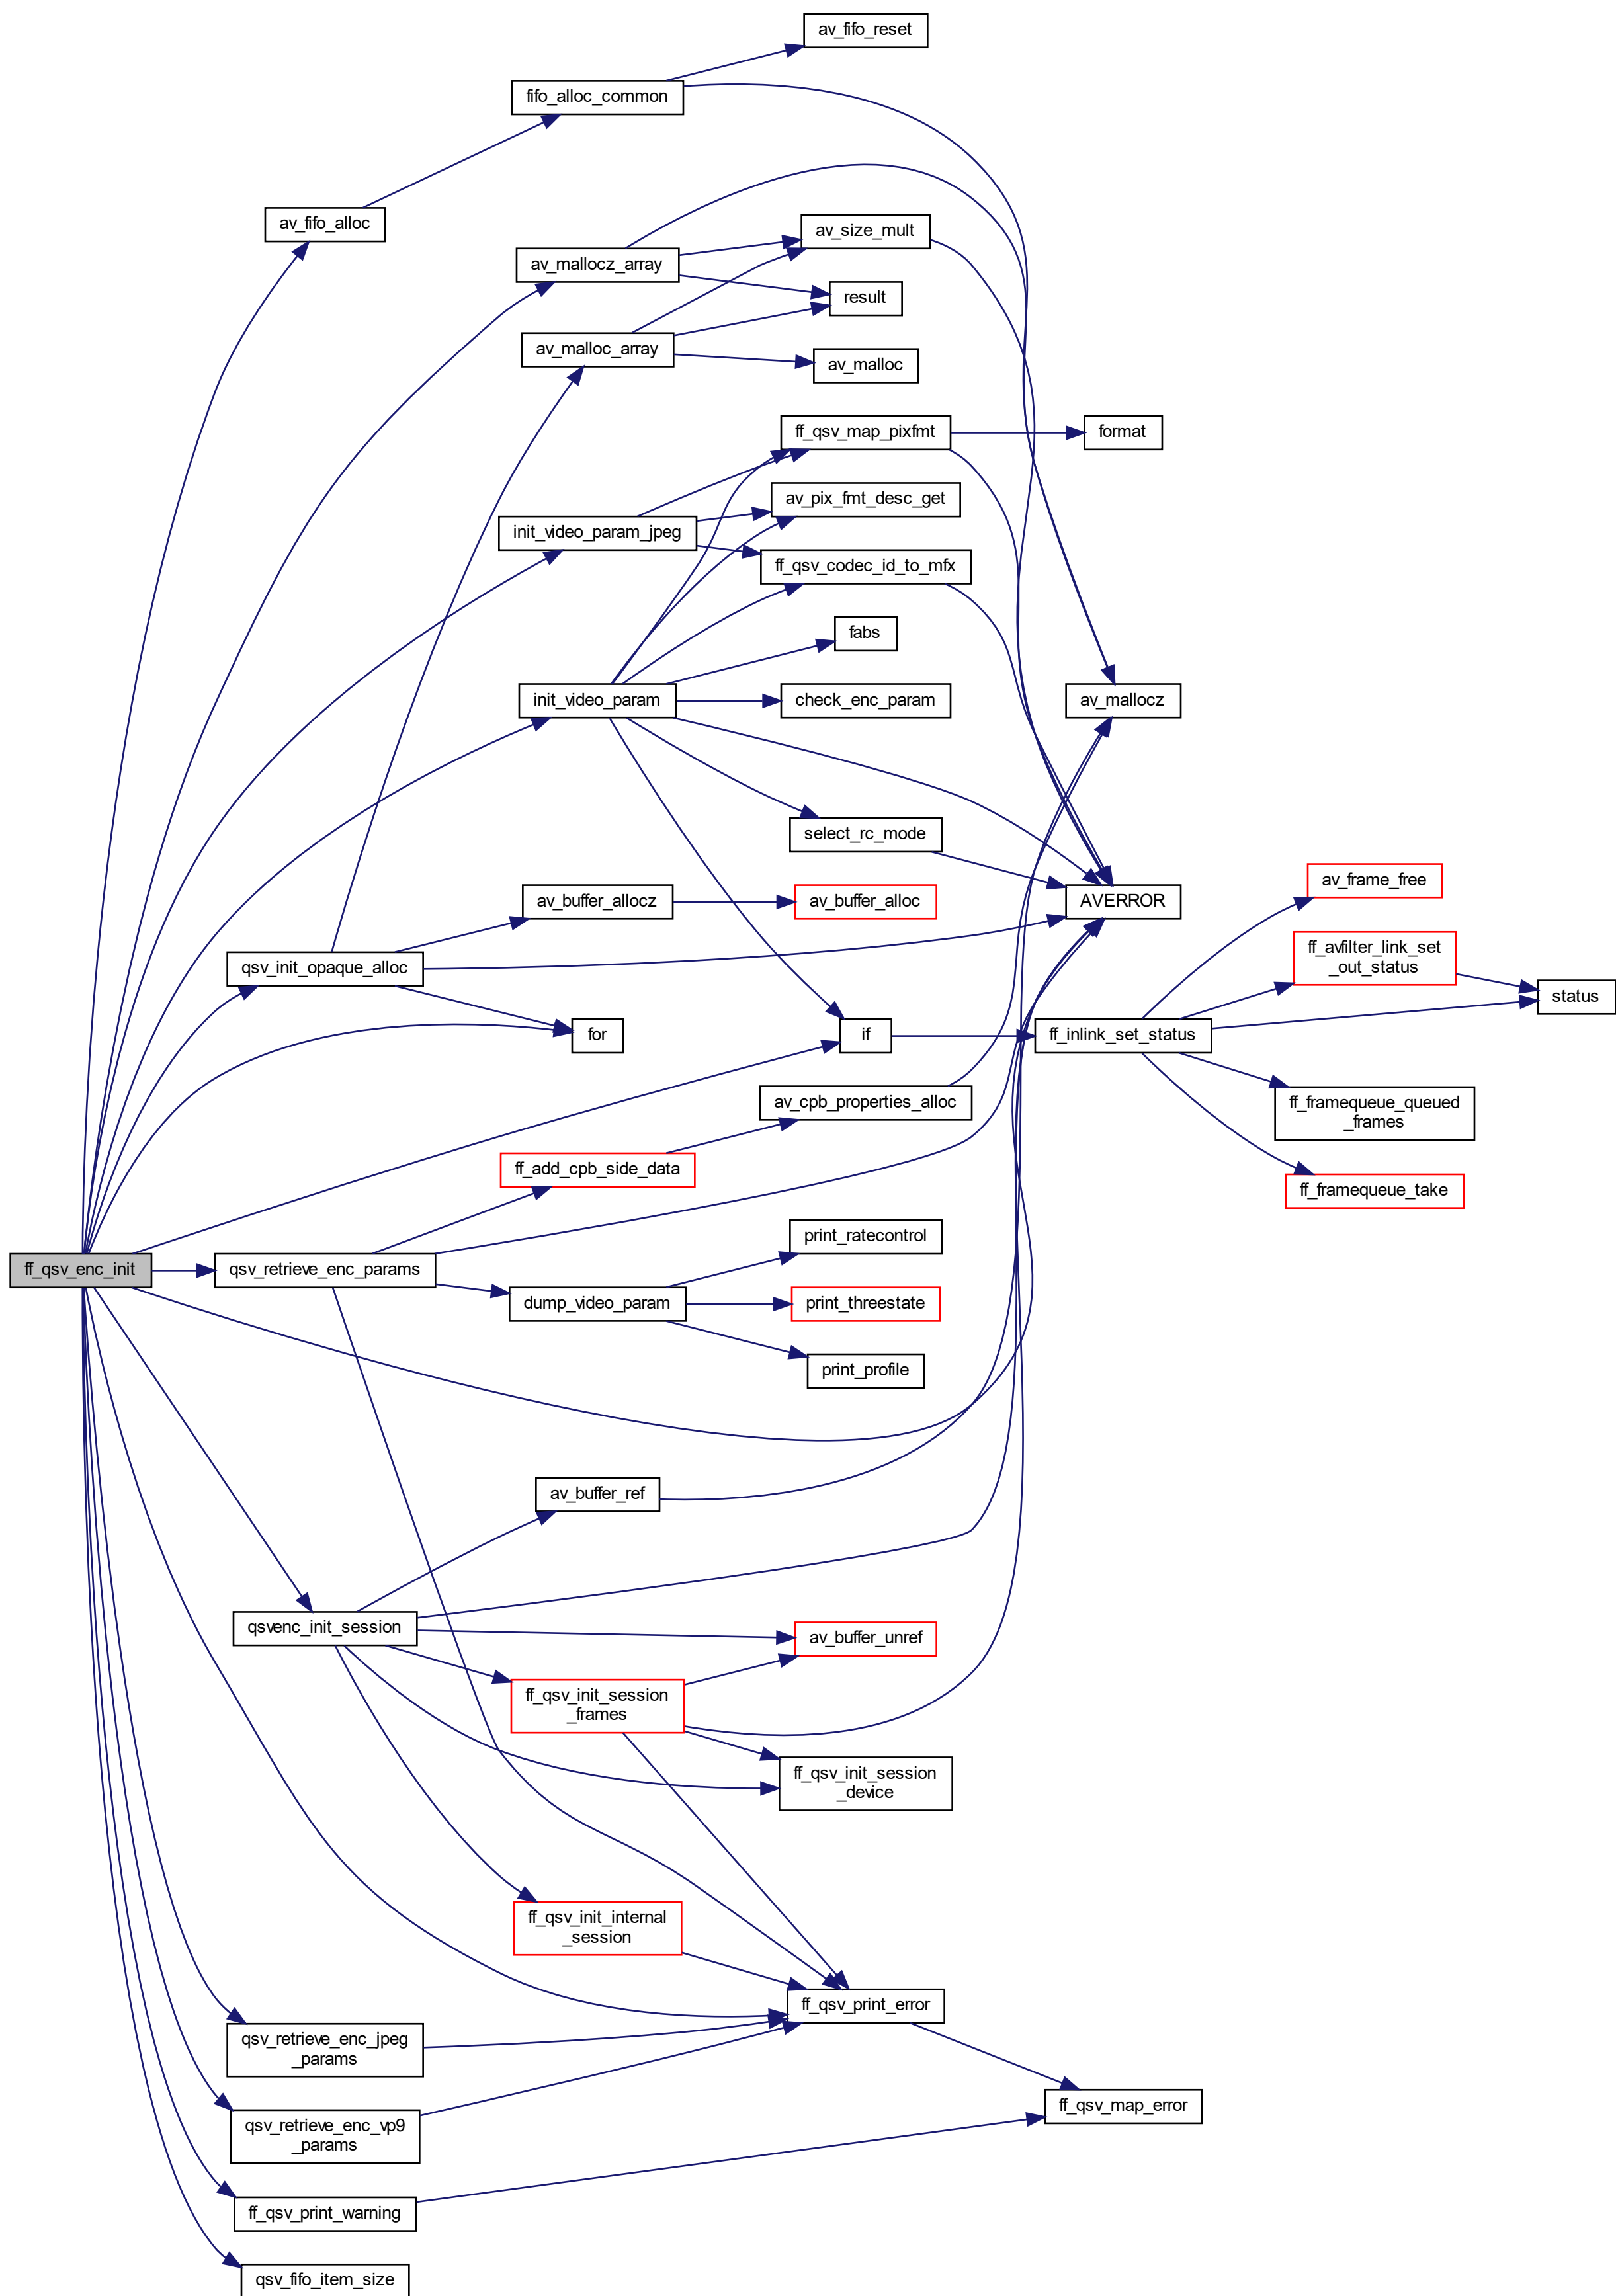 av_fifo_reset
fifo_alloc_common
av_fifo_alloc
av_size_mult
av_mallocz_array
result
av_malloc_array
av_malloc
ff_qsv_map_pixfmt
format
av_pix_fmt_desc_get
init_video_param_jpeg
ff_qsv_codec_id_to_mfx
fabs
init_video_param
check_enc_param
av_mallocz
select_rc_mode
av_frame_free
av_buffer_allocz
av_buffer_alloc
AVERROR
ff_avfilter_link_set
_out_status
qsv_init_opaque_alloc
status
for
if
ff_inlink_set_status
av_cpb_properties_alloc
ff_framequeue_queued
_frames
ff_add_cpb_side_data
ff_framequeue_take
print_ratecontrol
ff_qsv_enc_init
qsv_retrieve_enc_params
dump_video_param
print_threestate
print_profile
av_buffer_ref
qsvenc_init_session
av_buffer_unref
ff_qsv_init_session
_frames
ff_qsv_init_session
_device
ff_qsv_init_internal
_session
ff_qsv_print_error
qsv_retrieve_enc_jpeg
_params
ff_qsv_map_error
qsv_retrieve_enc_vp9
_params
ff_qsv_print_warning
qsv_fifo_item_size